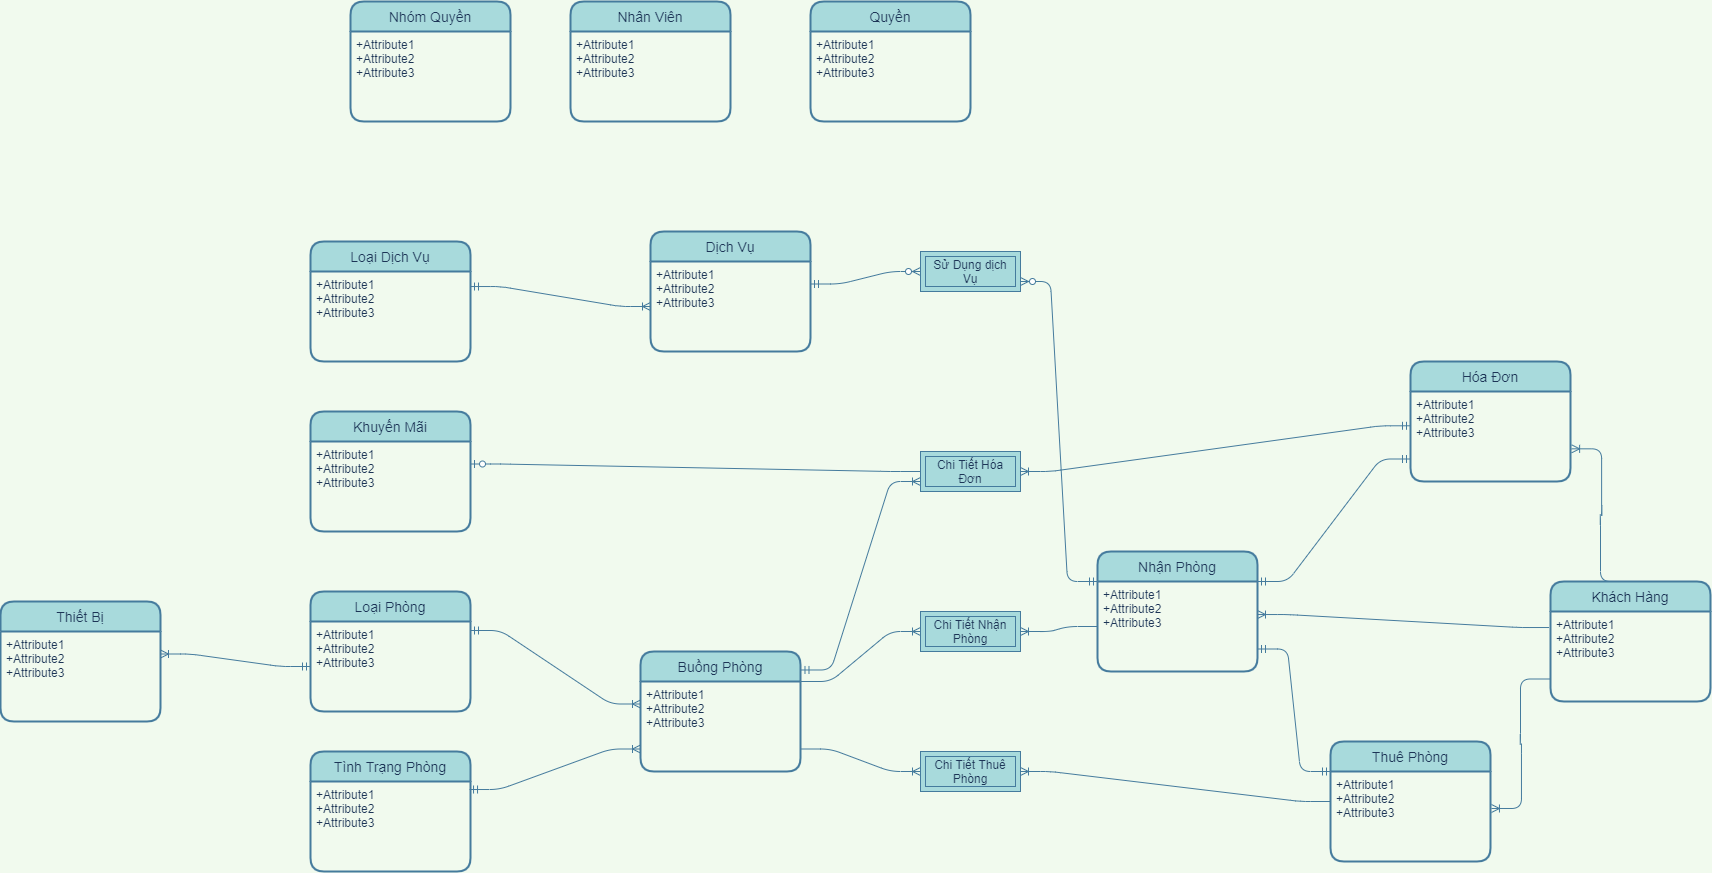 Nhóm Quyền
+Attribute1
+Attribute2
+Attribute3
Nhân Viên
+Attribute1
+Attribute2
+Attribute3
Quyền
+Attribute1
+Attribute2
+Attribute3
Loại Dịch Vụ
+Attribute1
+Attribute2
+Attribute3
Dịch Vụ
+Attribute1
+Attribute2
+Attribute3
Sử Dụng dịch
Vụ
Hóa Đơn
+Attribute1
+Attribute2
+Attribute3
Khuyến Mãi
+Attribute1
+Attribute2
+Attribute3
Chi Tiết Hóa
Đơn
Thiết Bị
+Attribute1
+Attribute2
+Attribute3
Loại Phòng
+Attribute1
+Attribute2
+Attribute3
Buồng Phòng
+Attribute1
+Attribute2
+Attribute3
Chi Tiết Nhận
Phòng
Nhận Phòng
+Attribute1
+Attribute2
+Attribute3
Khách Hàng
+Attribute1
+Attribute2
+Attribute3
Tình Trạng Phòng
+Attribute1
+Attribute2
+Attribute3
Chi Tiết Thuê
Phòng
Thuê Phòng
+Attribute1
+Attribute2
+Attribute3